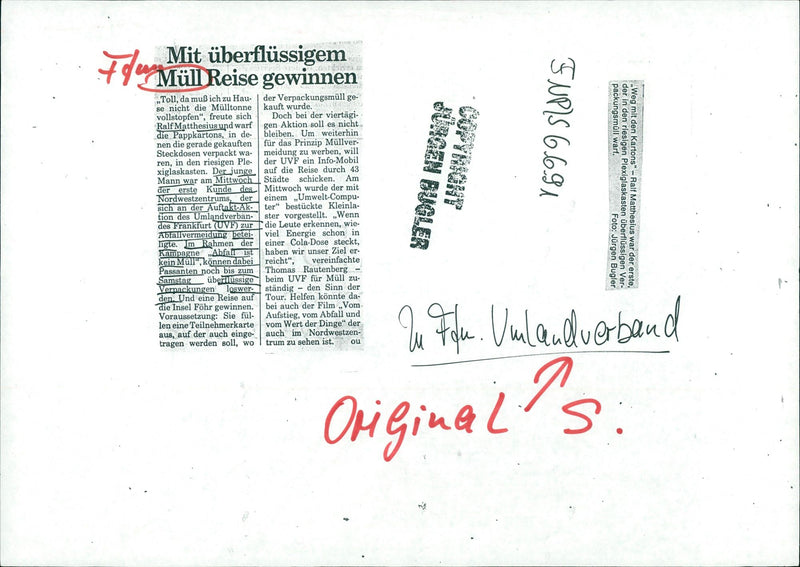 Mit überflüssigem
Müll Reise gewinnen
„Toll, da muß ich zu Hau-
se nicht die Mülltonne
vollstopfen“, freute sich
Ralf Matthesius und warf
die Pappkartons, in de-
nen die gerade gekauften
Steckdosen verpackt wa-
ren, in den riesigen Ple-
xiglaskasten. Der junge
Mann war am Mittwoch
der erste Kunde des
Nordwestzentrums, der
sich an der Auftakt-Ak-
tion des Umlandverban-
des Frankfurt (UVF) zur
Abfallvermeidung betei-
ligte. Im Rahmen der
Kampagne „Abfall ist
kein Müll“, können dabei
Passanten noch bis zum
Samstag überflüssige
Verpackungen loswer-
den. Und eine Reise auf
die Insel Föhr gewinnen.
Voraussetzung: Sie fül-
len eine Teilnehmerkarte
aus, auf der auch einge-
tragen werden soll, wo
der Verpackungsmüll ge-
kauft wurde.
Doch bei der viertägi-
gen Aktion soll es nicht
bleiben. Um weiterhin
für das Prinzip Müllver-
meidung zu werben, will
der UVF ein Info-Mobil
auf die Reise durch 43
Städte schicken. Am
Mittwoch wurde der mit
einem „Umwelt-Compu-
ter“ bestückte Kleinla-
ster vorgestellt. „Wenn
die Leute erkennen, wie-
viel Energie schon in
einer Cola-Dose steckt,
haben wir unser Ziel er-
reicht“, vereinfachte
Thomas Rautenberg –
beim UVF für Müll zu-
ständig – den Sinn der
Tour. Helfen könnte da-
bei auch der Film „Vom
Aufstieg, vom Abfall und
vom Wert der Dinge“ der
auch im Nordwestzen-
trum zu sehen ist. ou
COPYRIGHT
JÜRGEN BUGLER
6.6.91
„Weg mit den Kartons“ – Ralf Matthesius war der erste,
der in den riesigen Plexiglaskasten überflüssigen Ver-
packungsmüll warf. Foto: Jürgen Bugler
Umlandverband
Original S.